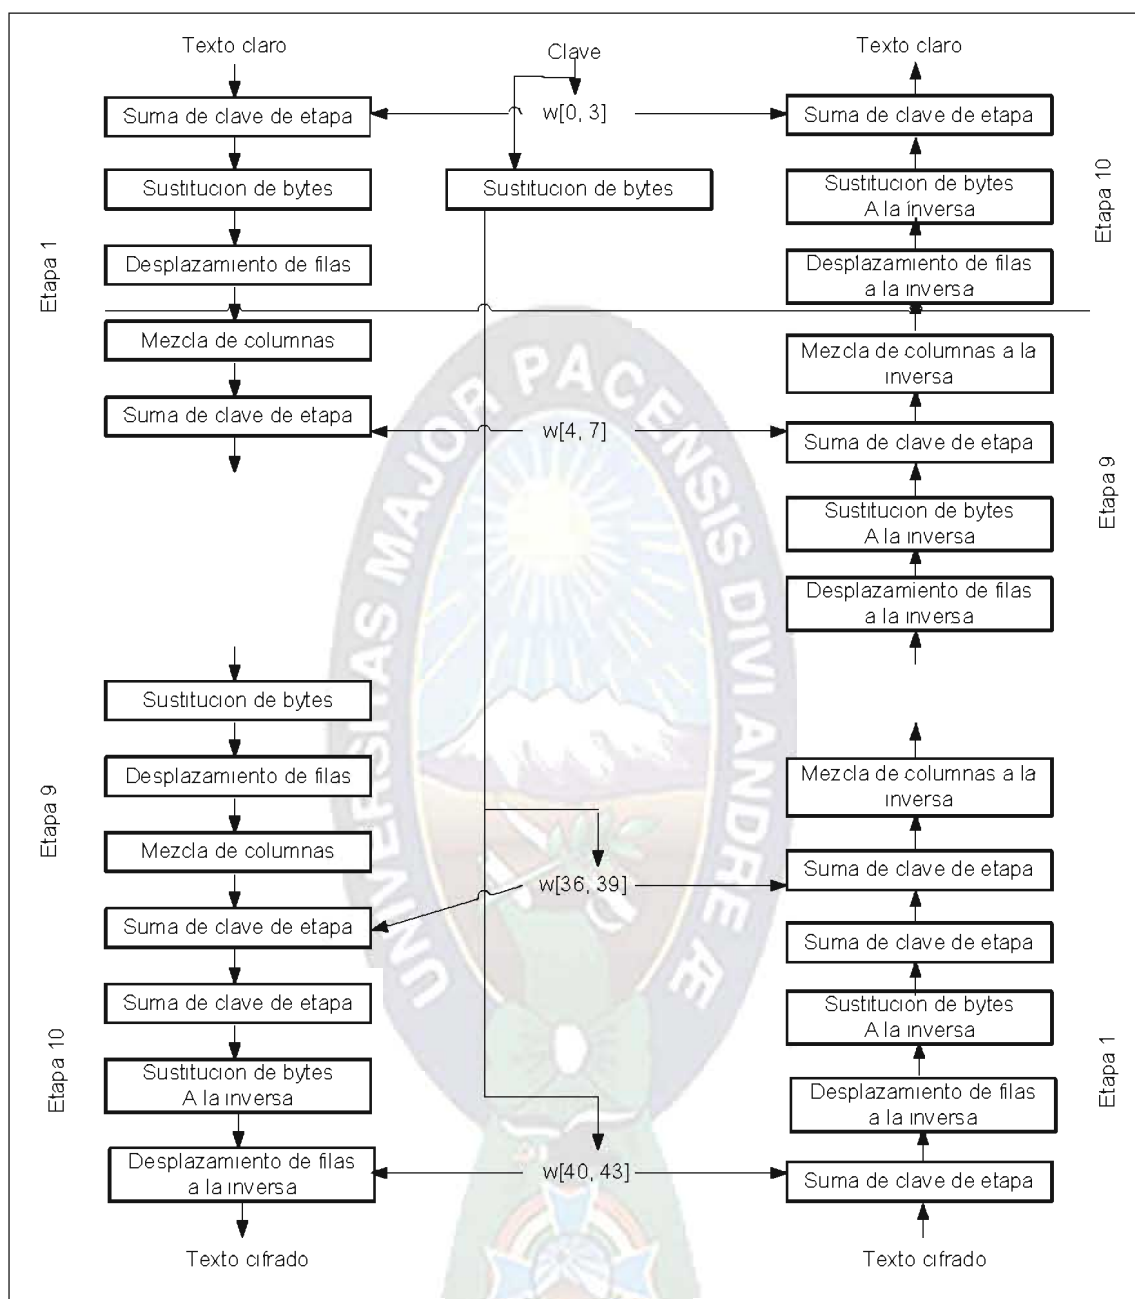 Texto claro
Suma de clave de etapa
Sustitucion de bytes
Desplazamiento de filas
Mezcla de columnas
Suma de clave de etapa
Etapa 1
Sustitucion de bytes
Desplazamiento de filas
Mezcla de columnas
Suma de clave de etapa
Etapa 9
Suma de clave de etapa
Sustitucion de bytes
A la inversa
Desplazamiento de filas
a la inversa
Etapa 10
Texto cifrado
Clave
w[0, 3]
Sustitucion de bytes
w[4, 7]
w[36, 39]
w[40, 43]
Texto claro
Suma de clave de etapa
Sustitucion de bytes
A la inversa
Desplazamiento de filas
a la inversa
Etapa 10
Mezcla de columnas a la
inversa
Suma de clave de etapa
Sustitucion de bytes
A la inversa
Desplazamiento de filas
a la inversa
Etapa 9
Mezcla de columnas a la
inversa
Suma de clave de etapa
Suma de clave de etapa
Sustitucion de bytes
A la inversa
Desplazamiento de filas
a la inversa
Suma de clave de etapa
Etapa 1
Texto cifrado
UNIVERSITAS MAJOR PACENSIS DIVI ANDRE Æ